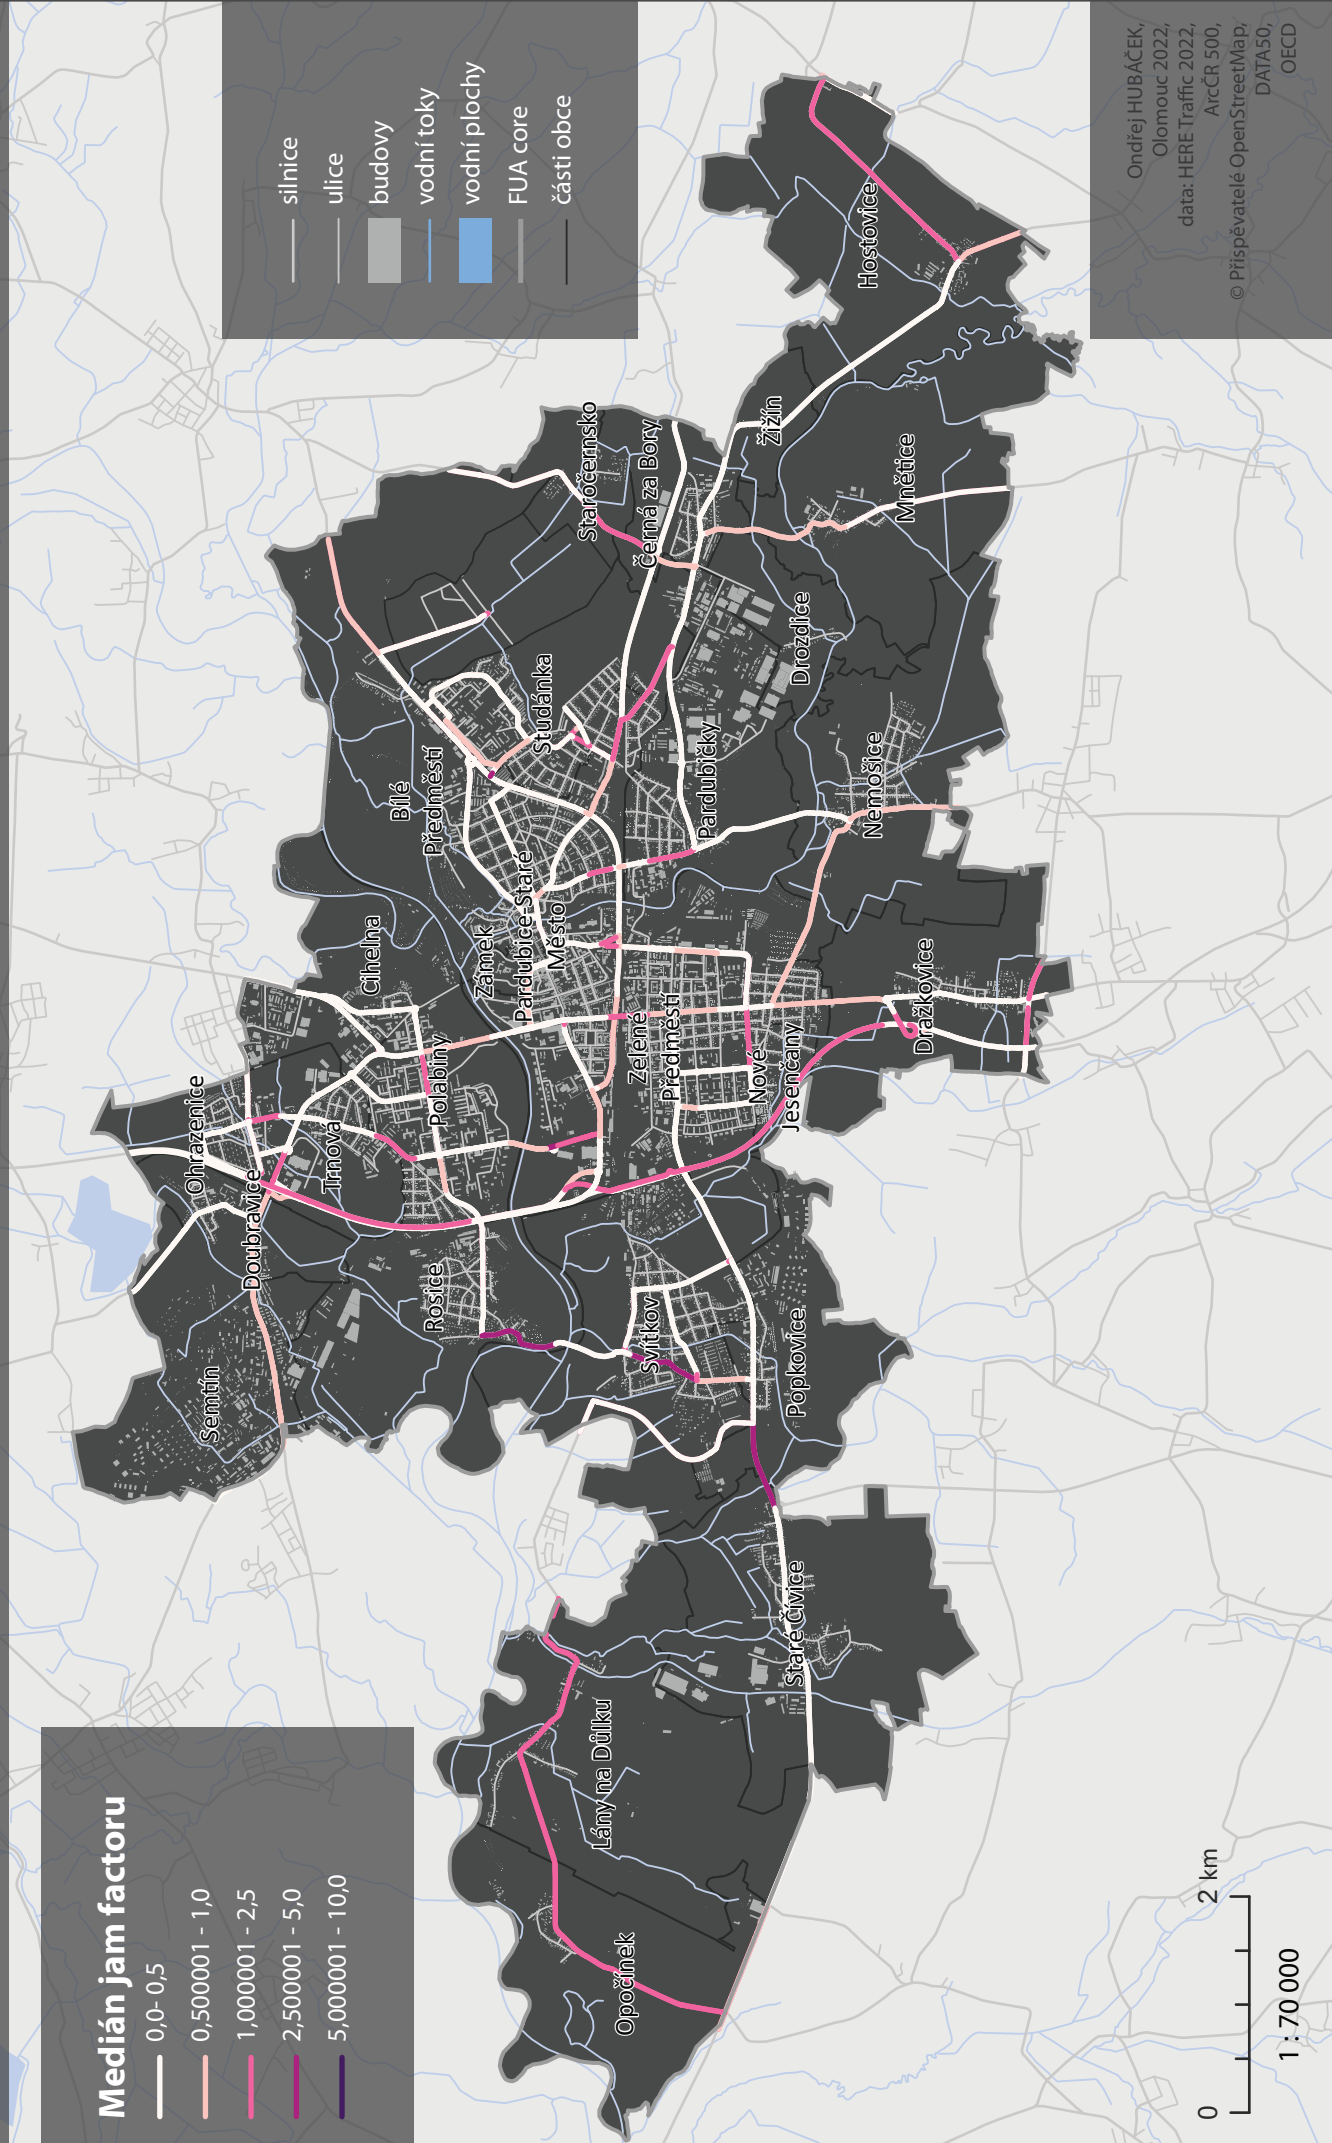 Medián jam factoru
0,0- 0,5
0,500001 - 1,0
1,000001 - 2,5
2,500001 - 5,0
5,000001 - 10,0
silnice
ulice
budovy
vodní toky
vodní plochy
FUA core
části obce
Semtín
Doubravice
Ohrazenice
Trnová
Cihelna
Rosice
Polabiny
Bílé
Předměstí
Zámek
Pardubice-Staré
Město
Studánka
Staročernsko
Černá za Bory
Opočínek
Lány na Důlku
Svítkov
Zelené
Předměstí
Pardubičky
Žižín
Hostovice
Staré Čívice
Popkovice
Nové
Jesenčany
Drozdice
Nemošice
Mnětice
Dražkovice
0
2 km
1 : 70 000
Ondřej HUBÁČEK,
Olomouc 2022,
data: HERE Traffic 2022,
ArcČR 500,
© Přispěvatelé OpenStreetMap,
DATA50,
OECD